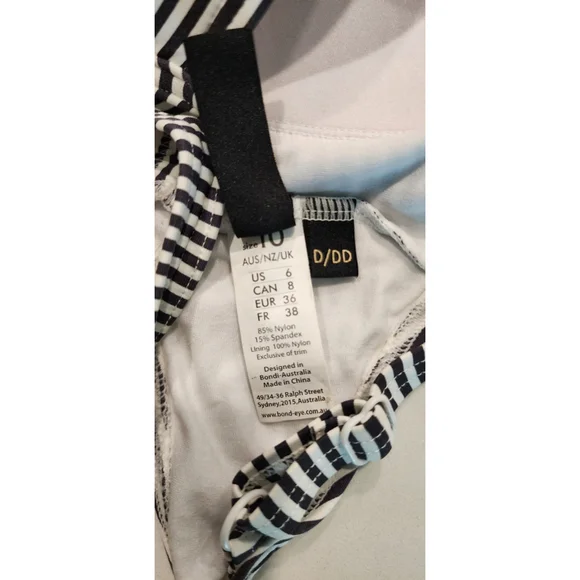 size 10
AUS/NZ/UK
US 6
CAN 8
EUR 36
FR 38
85% Nylon
15% Spandex
Lining 100% Nylon
Exclusive of trim
Designed in
Bondi-Australia
Made in China
49/34-36 Ralph Street
Sydney,2015,Australia
www.bond-eye.com
D/DD